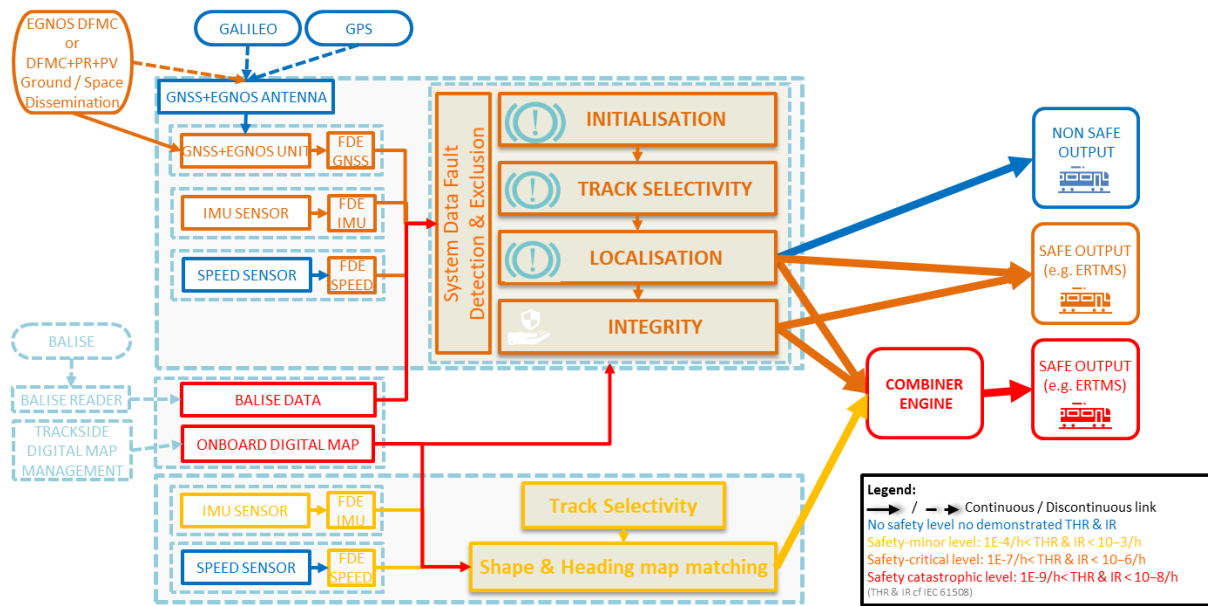 EGNOS DFMC
or
DFMC+PR+PV
Ground / Space
Dissemination
GALILEO
GPS
GNSS+EGNOS ANTENNA
GNSS+EGNOS UNIT
FDE
GNSS
IMU SENSOR
FDE
IMU
SPEED SENSOR
FDE
SPEED
System Data Fault
Detection & Exclusion
INITIALISATION
TRACK SELECTIVITY
LOCALISATION
INTEGRITY
NON SAFE
OUTPUT
SAFE OUTPUT
(e.g. ERTMS)
BALISE
BALISE READER
BALISE DATA
TRACKSIDE
DIGITAL MAP
MANAGEMENT
ONBOARD DIGITAL MAP
COMBINER
ENGINE
SAFE OUTPUT
(e.g. ERTMS)
IMU SENSOR
FDE
IMU
SPEED SENSOR
FDE
SPEED
Track Selectivity
Shape & Heading map matching
Legend:
/ Continuous / Discontinuous link
No safety level no demonstrated THR & IR
Safety-minor level: 1E-4/h< THR & IR < 10–3/h
Safety-critical level: 1E-7/h< THR & IR < 10–6/h
Safety catastrophic level: 1E-9/h< THR & IR < 10–8/h
(THR & IR cf IEC 61508)